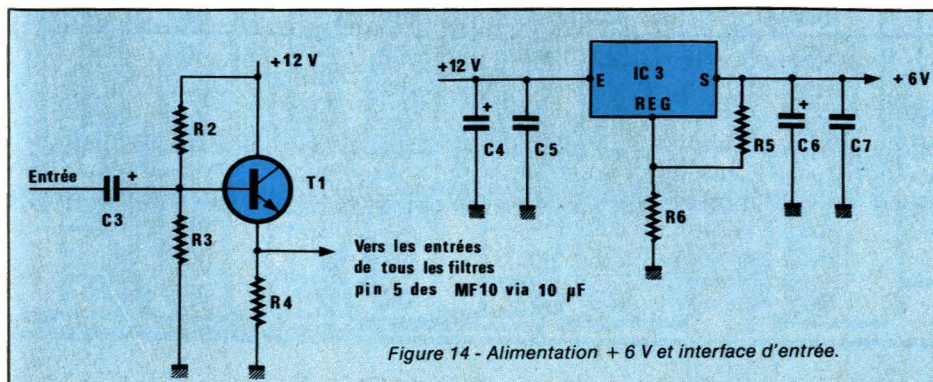 +12 V
R2
Entrée
+
C3
T1
R3
R4
Vers les entrées
de tous les filtres
pin 5 des MF10 via 10 µF
+12 V
E
IC 3
S
REG
+ 6V
+
C4
C5
R5
+
C6
C7
R6
Figure 14 - Alimentation + 6 V et interface d'entrée.